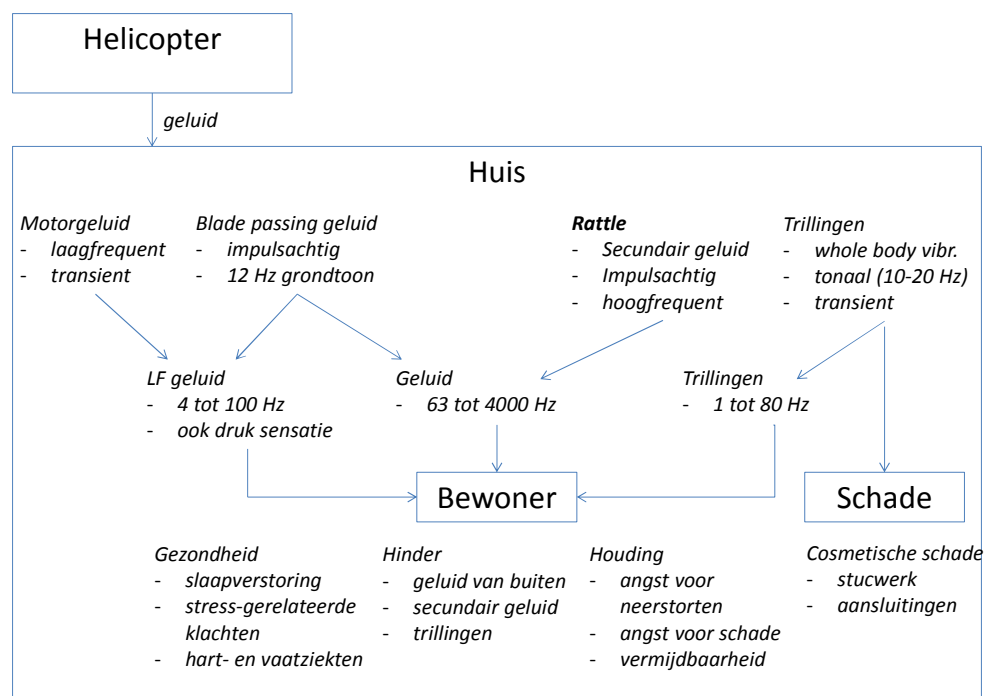 Helicopter
geluid
Huis
Motorgeluid
- laagfrequent
- transient
Blade passing geluid
- impulsachtig
- 12 Hz grondtoon
Rattle
- Secundair geluid
- Impulsachtig
- hoogfrequent
Trillingen
- whole body vibr.
- tonaal (10-20 Hz)
- transient
LF geluid
- 4 tot 100 Hz
- ook druk sensatie
Geluid
- 63 tot 4000 Hz
Trillingen
- 1 tot 80 Hz
Bewoner
Schade
Gezondheid
- slaapverstoring
- stress-gerelateerde
klachten
- hart- en vaatziekten
Hinder
- geluid van buiten
- secundair geluid
- trillingen
Houding
- angst voor
neerstorten
- angst voor schade
- vermijdbaarheid
Cosmetische schade
- stucwerk
- aansluitingen